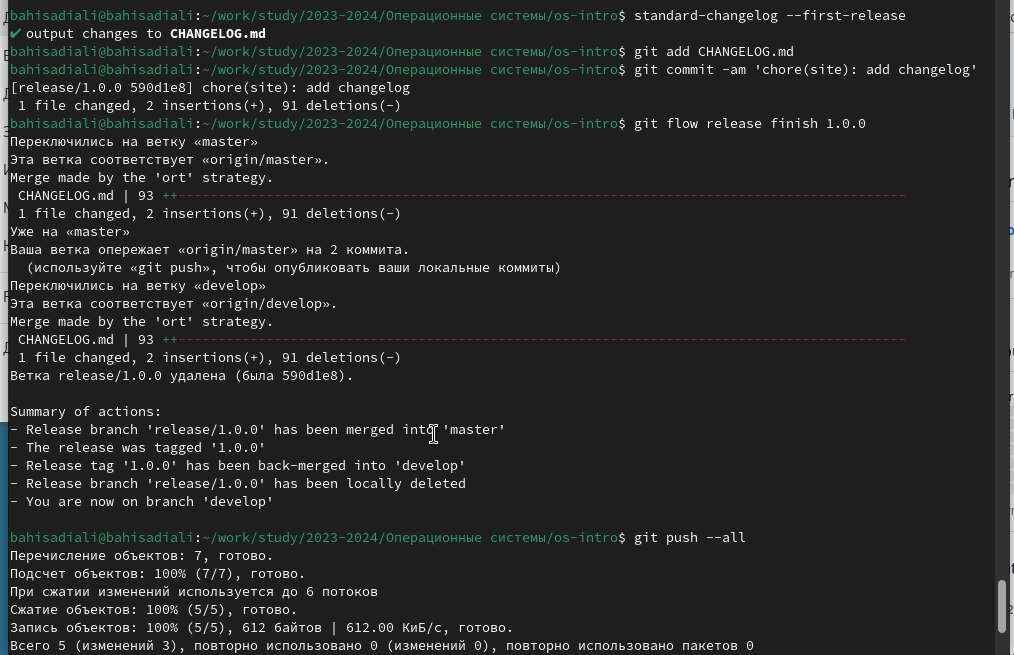 bahisadiali@bahisadiali:~/work/study/2023-2024/Операционные системы/os-intro$ standard-changelog --first-release
✔ output changes to CHANGELOG.md
bahisadiali@bahisadiali:~/work/study/2023-2024/Операционные системы/os-intro$ git add CHANGELOG.md
bahisadiali@bahisadiali:~/work/study/2023-2024/Операционные системы/os-intro$ git commit -am 'chore(site): add changelog'
[release/1.0.0 590d1e8] chore(site): add changelog
 1 file changed, 2 insertions(+), 91 deletions(-)
bahisadiali@bahisadiali:~/work/study/2023-2024/Операционные системы/os-intro$ git flow release finish 1.0.0
Переключились на ветку «master»
Эта ветка соответствует «origin/master».
Merge made by the 'ort' strategy.
 CHANGELOG.md | 93 ++-------------------------------------------------------------------------------------------
 1 file changed, 2 insertions(+), 91 deletions(-)
Уже на «master»
Ваша ветка опережает «origin/master» на 2 коммита.
  (используйте «git push», чтобы опубликовать ваши локальные коммиты)
Переключились на ветку «develop»
Эта ветка соответствует «origin/develop».
Merge made by the 'ort' strategy.
 CHANGELOG.md | 93 ++-------------------------------------------------------------------------------------------
 1 file changed, 2 insertions(+), 91 deletions(-)
Ветка release/1.0.0 удалена (была 590d1e8).

Summary of actions:
- Release branch 'release/1.0.0' has been merged into 'master'
- The release was tagged '1.0.0'
- Release tag '1.0.0' has been back-merged into 'develop'
- Release branch 'release/1.0.0' has been locally deleted
- You are now on branch 'develop'

bahisadiali@bahisadiali:~/work/study/2023-2024/Операционные системы/os-intro$ git push --all
Перечисление объектов: 7, готово.
Подсчет объектов: 100% (7/7), готово.
При сжатии изменений используется до 6 потоков
Сжатие объектов: 100% (5/5), готово.
Запись объектов: 100% (5/5), 612 байтов | 612.00 КиБ/с, готово.
Всего 5 (изменений 3), повторно использовано 0 (изменений 0), повторно использовано пакетов 0